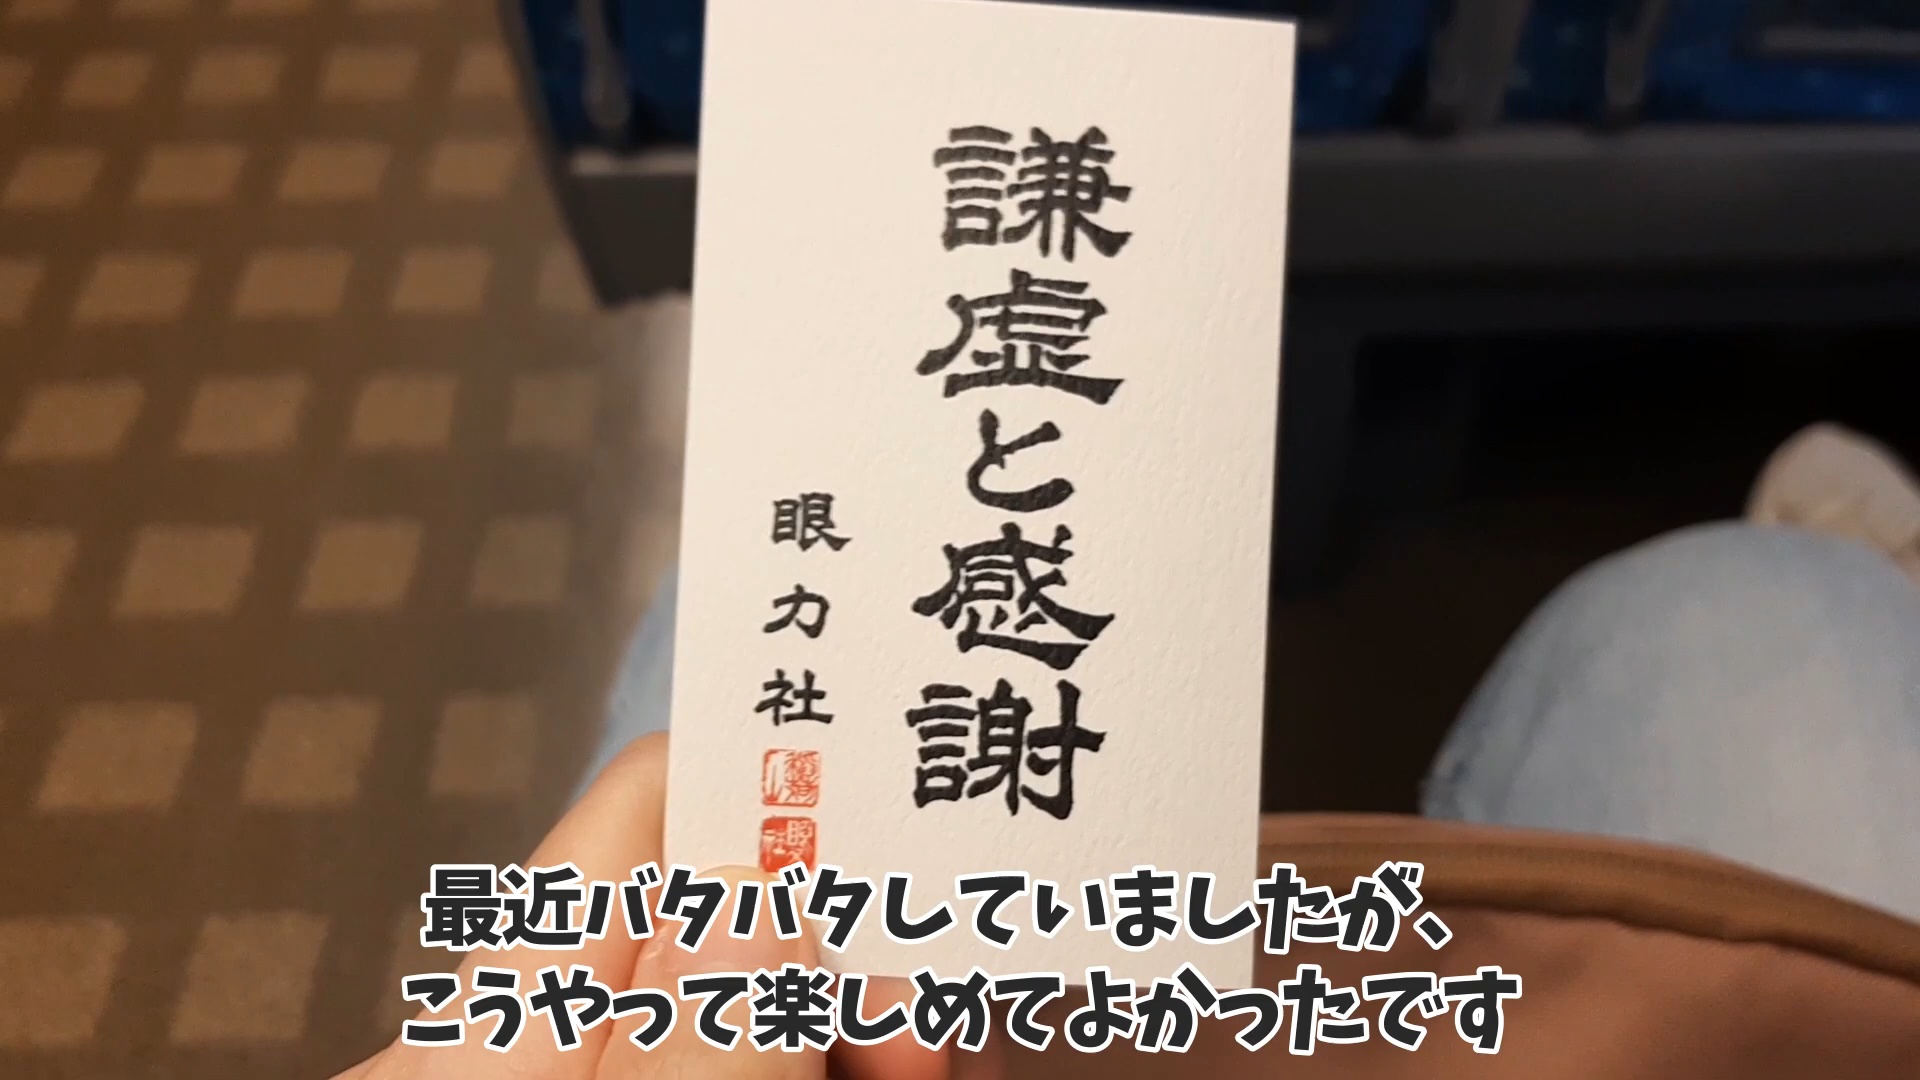 謙虚と感謝
眼力社
最近バタバタしていましたが、
こうやって楽しめてよかったです